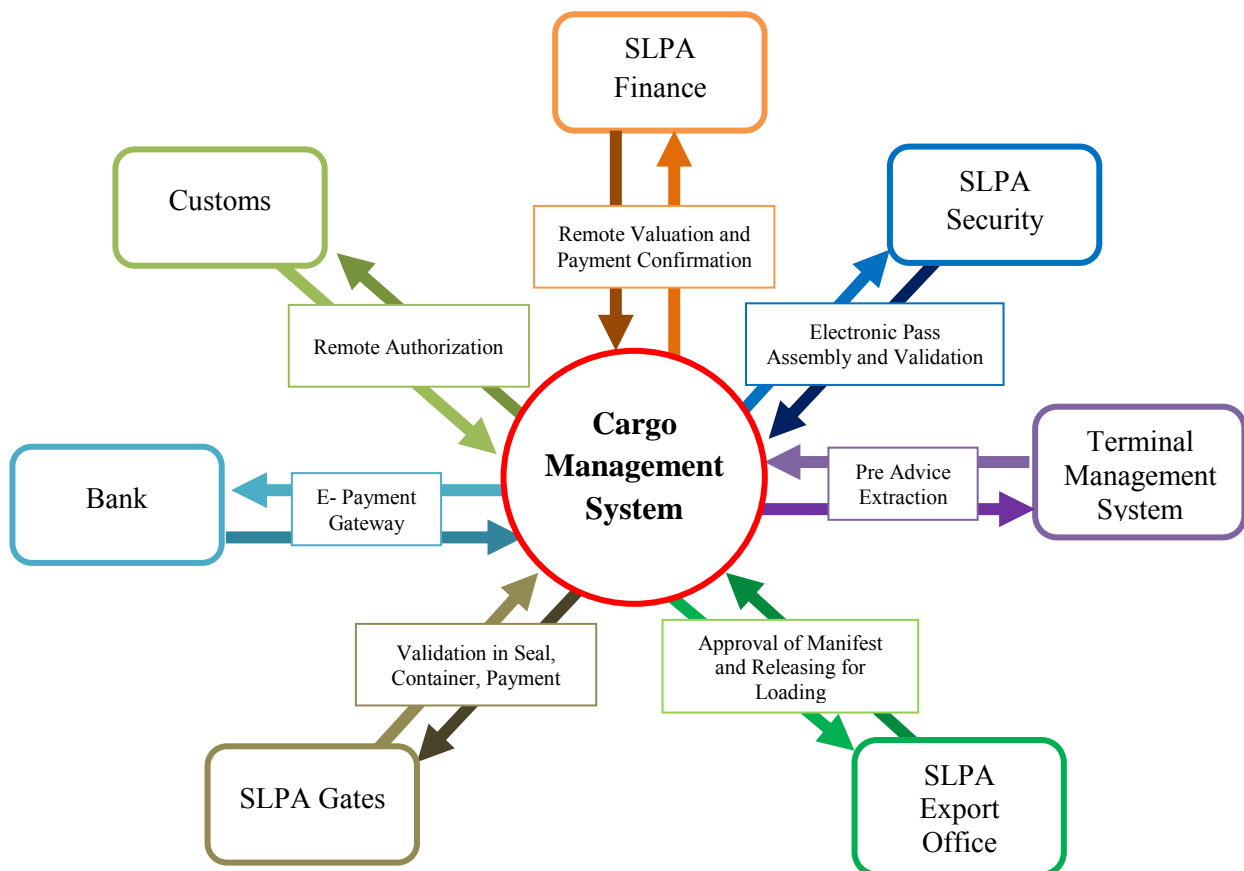 SLPA
Finance
Customs
SLPA
Security
Remote Valuation and
Payment Confirmation
Remote Authorization
Electronic Pass
Assembly and Validation
Cargo
Management
System
Bank
E- Payment
Gateway
Pre Advice
Extraction
Terminal
Management
System
Validation in Seal,
Container, Payment
Approval of Manifest
and Releasing for
Loading
SLPA Gates
SLPA
Export
Office